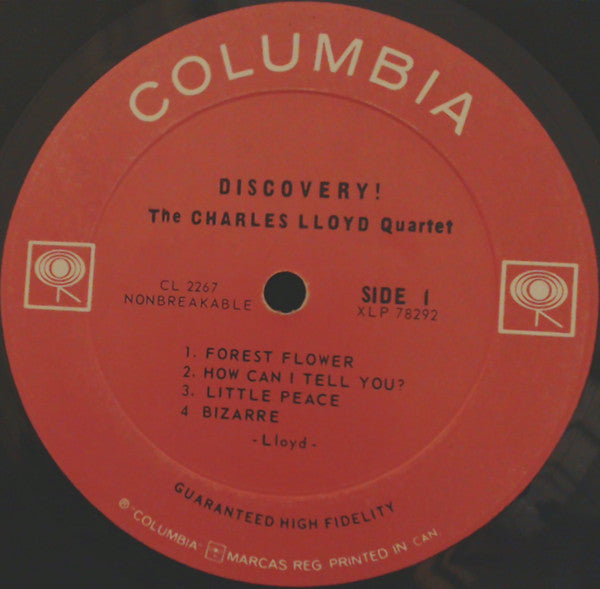 COLUMBIA
DISCOVERY!
The CHARLES LLOYD Quartet
CL 2267
NONBREAKABLE
SIDE 1
XLP 78292
1. FOREST FLOWER
2. HOW CAN I TELL YOU?
3. LITTLE PEACE
4 BIZARRE
-Lloyd-
GUARANTEED HIGH FIDELITY
® "COLUMBIA" MARCAS REG. PRINTED IN CAN.